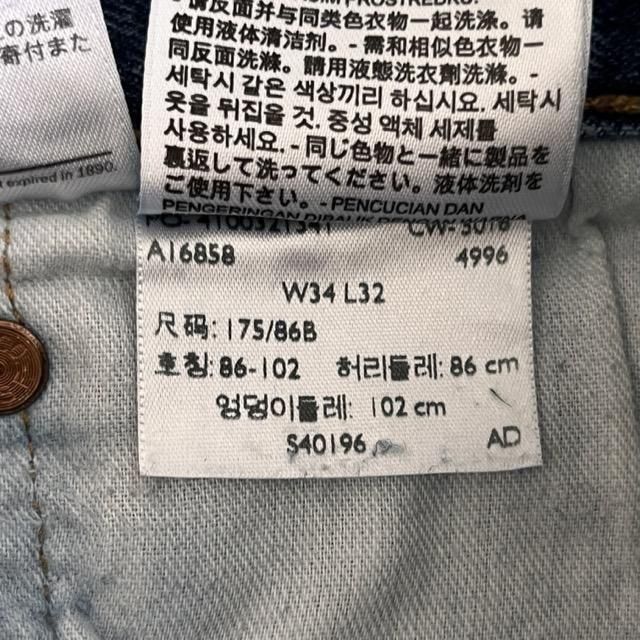 の洗濯
寄付また
t expired in 1890.
请反面并与同类色衣物一起洗涤。请
使用液体清洁剂。-需和相似色衣物一
同反面洗滌。請用液態洗衣劑洗滌。-
세탁시 같은 색상끼리 하십시요. 세탁시
옷을 뒤집을 것. 중성 액체 세제를
사용하세요. -同じ色物と一緒に製品を
裏返して洗ってください。液体洗剤を
ご使用下さい。-PENCUCIAN DAN
A16858
4996
W34 L32
尺码: 175/86B
호칭: 86-102 허리둘레: 86 cm
엉덩이둘레: 102 cm
S40196 AD